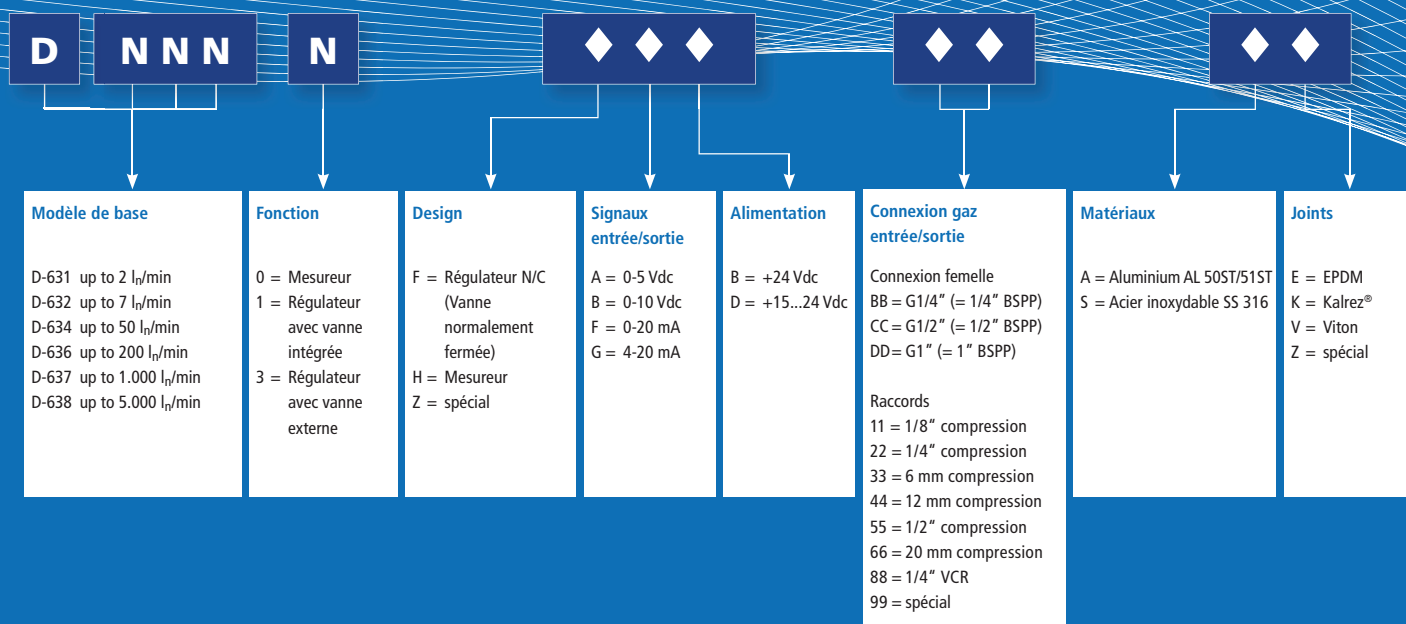 D
NNN
N
Modèle de base
D-631 up to 2 ln/min
D-632 up to 7 ln/min
D-634 up to 50 ln/min
D-636 up to 200 ln/min
D-637 up to 1.000 ln/min
D-638 up to 5.000 ln/min
Fonction
0 = Mesureur
1 = Régulateur
avec vanne
intégrée
3 = Régulateur
avec vanne
externe
Design
F = Régulateur N/C
(Vanne
normalement
fermée)
H = Mesureur
Z = spécial
Signaux
entrée/sortie
A = 0-5 Vdc
B = 0-10 Vdc
F = 0-20 mA
G = 4-20 mA
Alimentation
B = +24 Vdc
D = +15...24 Vdc
Connexion gaz
entrée/sortie
Connexion femelle
BB = G1/4” (= 1/4” BSPP)
CC = G1/2” (= 1/2” BSPP)
DD= G1” (= 1” BSPP)
Raccords
11 = 1/8“ compression
22 = 1/4“ compression
33 = 6 mm compression
44 = 12 mm compression
55 = 1/2“ compression
66 = 20 mm compression
88 = 1/4“ VCR
99 = spécial
Matériaux
A = Aluminium AL 50ST/51ST
S = Acier inoxydable SS 316
Joints
E = EPDM
K = Kalrez®
V = Viton
Z = spécial